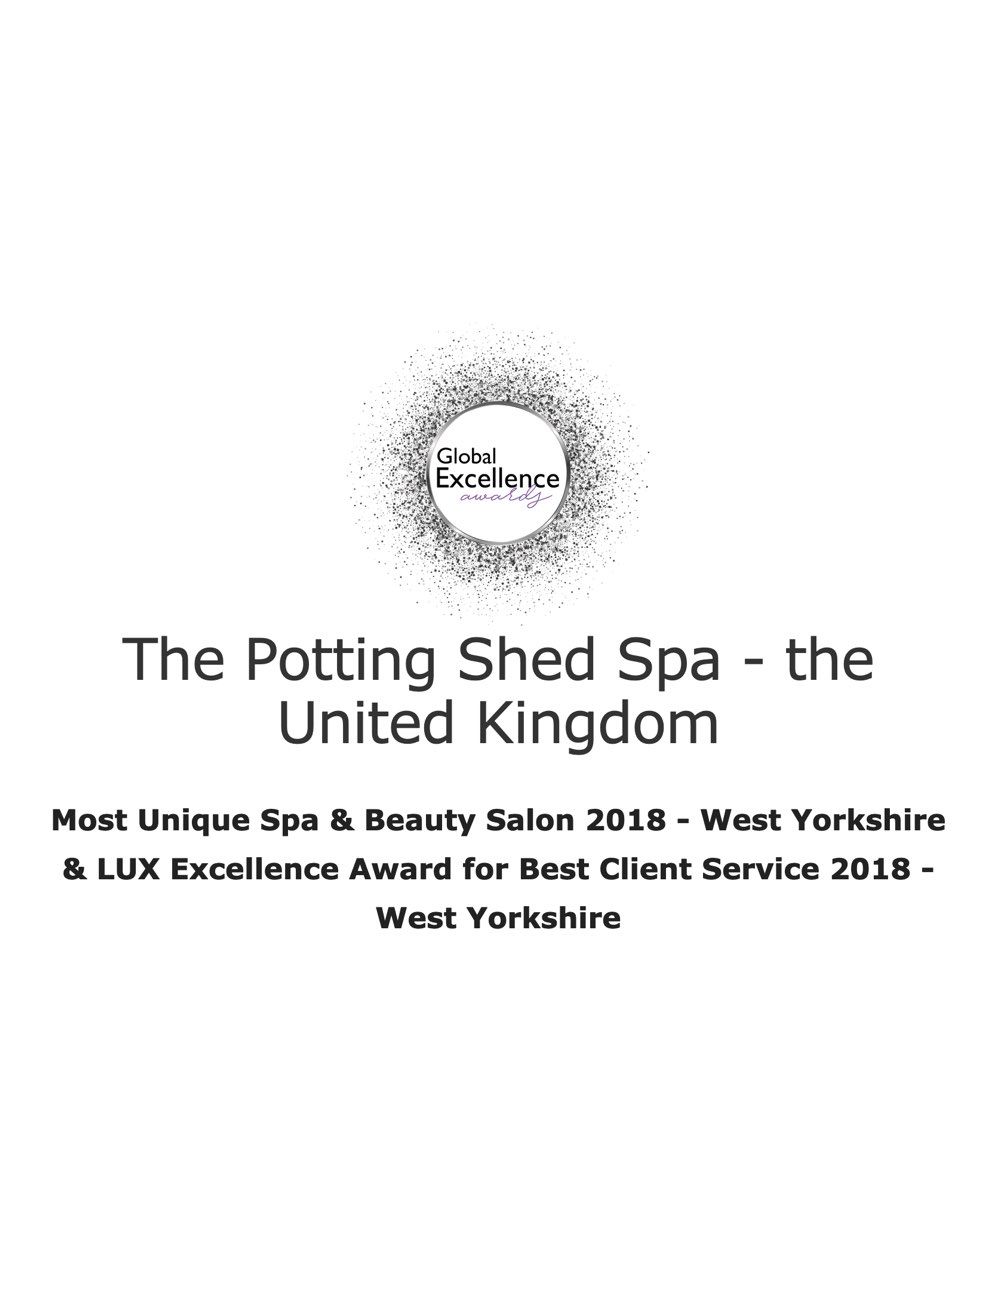 Global
Excellence
awards
The Potting Shed Spa - the
United Kingdom
Most Unique Spa & Beauty Salon 2018 - West Yorkshire
& LUX Excellence Award for Best Client Service 2018 -
West Yorkshire